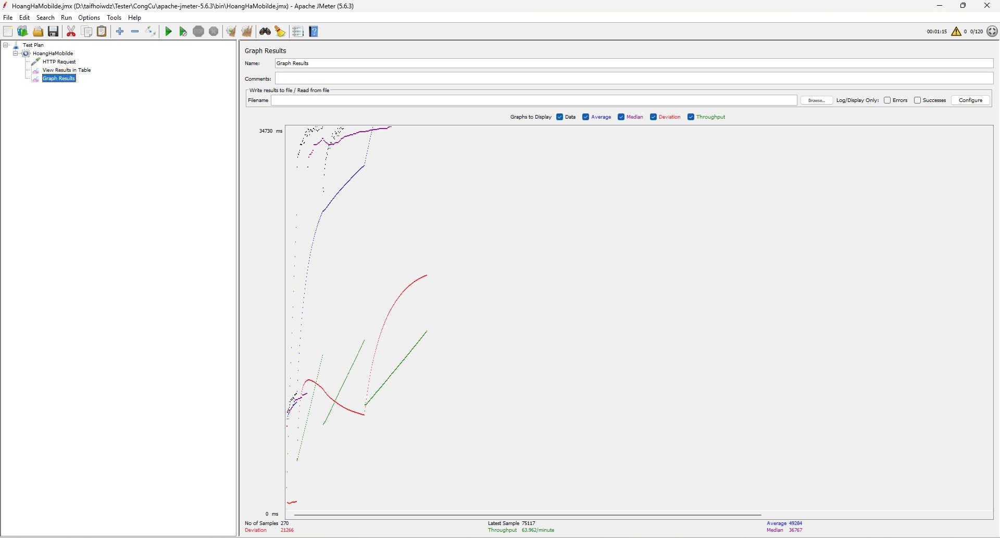 HoangHaMobilde.jmx (D:\taifhoiwdz\Tester\CongCu\apache-jmeter-5.6.3\bin\HoangHaMobilde.jmx) - Apache JMeter (5.6.3)
File Edit Search Run Options Tools Help
STOP 00:01:15 0 0/120
Test Plan
HoangHaMobilde
HTTP Request
View Results in Table
Graph Results
Graph Results
Name: Graph Results
Comments:
Write results to file / Read from file
Filename Browse... Log/Display Only: Errors Successes Configure
Graphs to Display Data Average Median Deviation Throughput
34730 ms
0 ms
No of Samples 270 Latest Sample 75117 Average 49284
Deviation 21266 Throughput 63.962/minute Median 36767